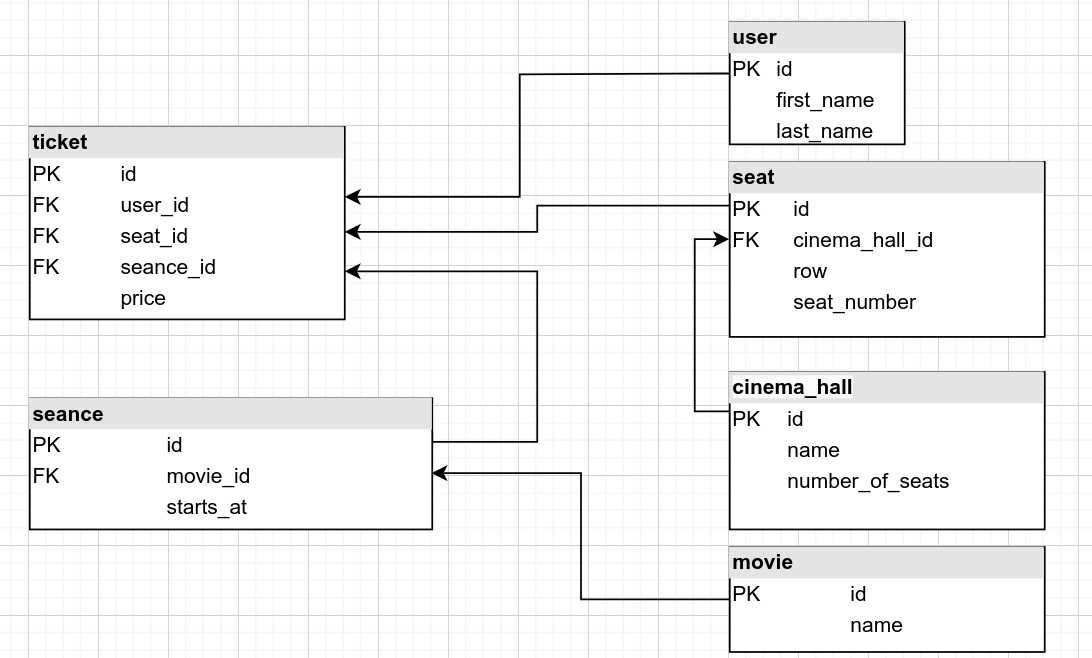 user
PK id
first_name
last_name
ticket
PK id
FK user_id
FK seat_id
FK seance_id
price
seat
PK id
FK cinema_hall_id
row
seat_number
seance
PK id
FK movie_id
starts_at
cinema_hall
PK id
name
number_of_seats
movie
PK id
name